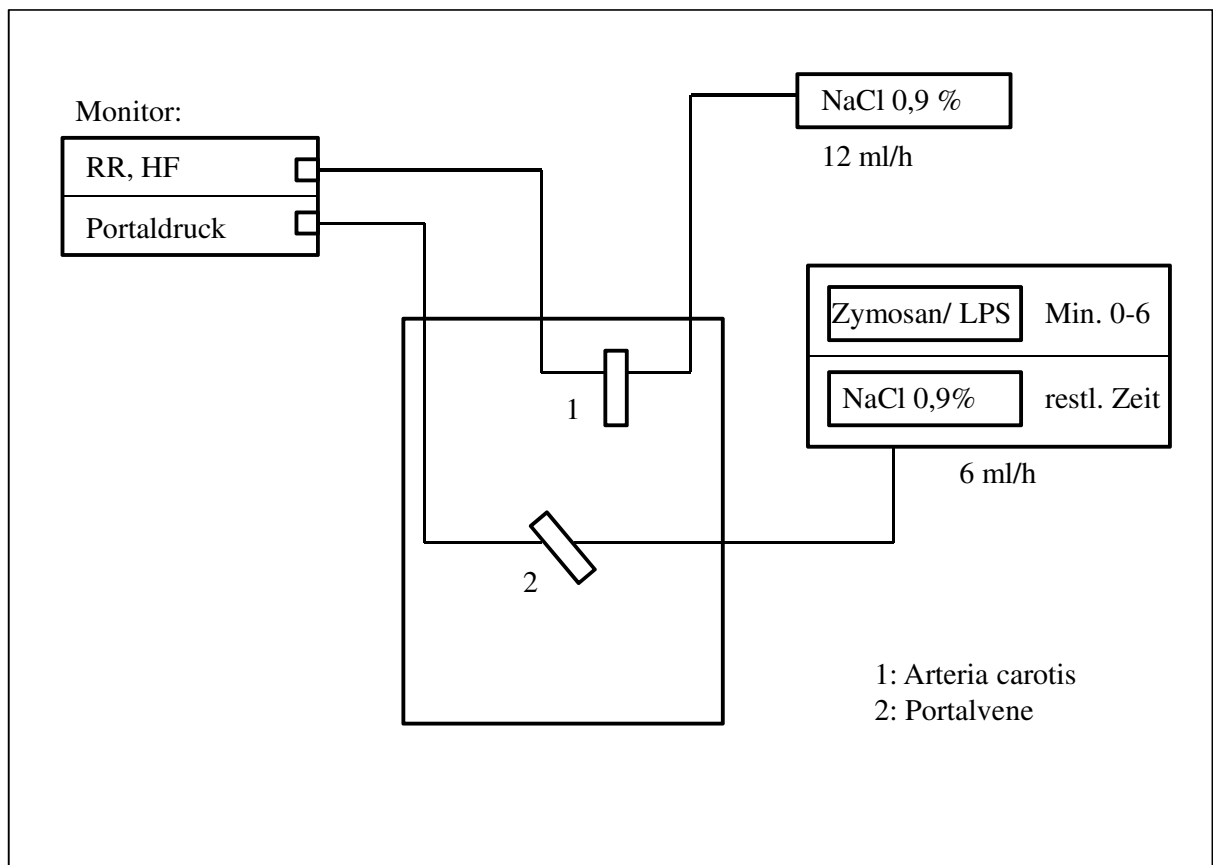 Monitor:
RR, HF
Portaldruck
NaCl 0,9 %
12 ml/h
Zymosan/ LPS Min. 0-6
NaCl 0,9% restl. Zeit
6 ml/h
1
2
1: Arteria carotis
2: Portalvene